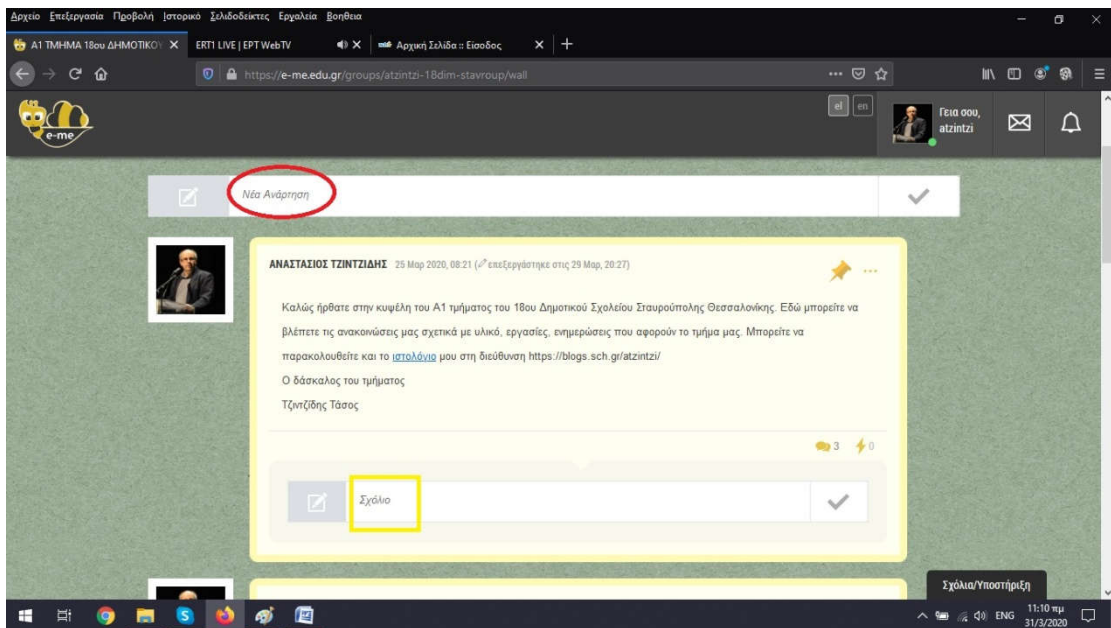 Αρχείο Επεξεργασία Προβολή Ιστορικό Σελιδοδείκτες Εργαλεία Βοήθεια
Α1 ΤΜΗΜΑ 18ου ΔΗΜΟΤΙΚΟΥ
ERT1 LIVE | ΕΡΤ WebTV
Αρχική Σελίδα :: Είσοδος
https://e-me.edu.gr/groups/atzintzi-18dim-stavroup/wall
e-me
el en
Γεια σου,
atzintzi
Νέα Ανάρτηση
ΑΝΑΣΤΑΣΙΟΣ ΤΖΙΝΤΖΙΔΗΣ 25 Μαρ 2020, 08:21 (επεξεργάστηκε στις 29 Μαρ, 20:27)
Καλώς ήρθατε στην κυψέλη του Α1 τμήματος του 18ου Δημοτικού Σχολείου Σταυρούπολης Θεσσαλονίκης. Εδώ μπορείτε να
βλέπετε τις ανακοινώσεις μας σχετικά με υλικό, εργασίες, ενημερώσεις που αφορούν το τμήμα μας. Μπορείτε να
παρακολουθείτε και το ιστολόγιο μου στη διεύθυνση https://blogs.sch.gr/atzintzi/
Ο δάσκαλος του τμήματος
Τζιντζίδης Τάσος
3 0
Σχόλιο
Σχόλια/Υποστήριξη
ENG
11:10 πμ
31/3/2020